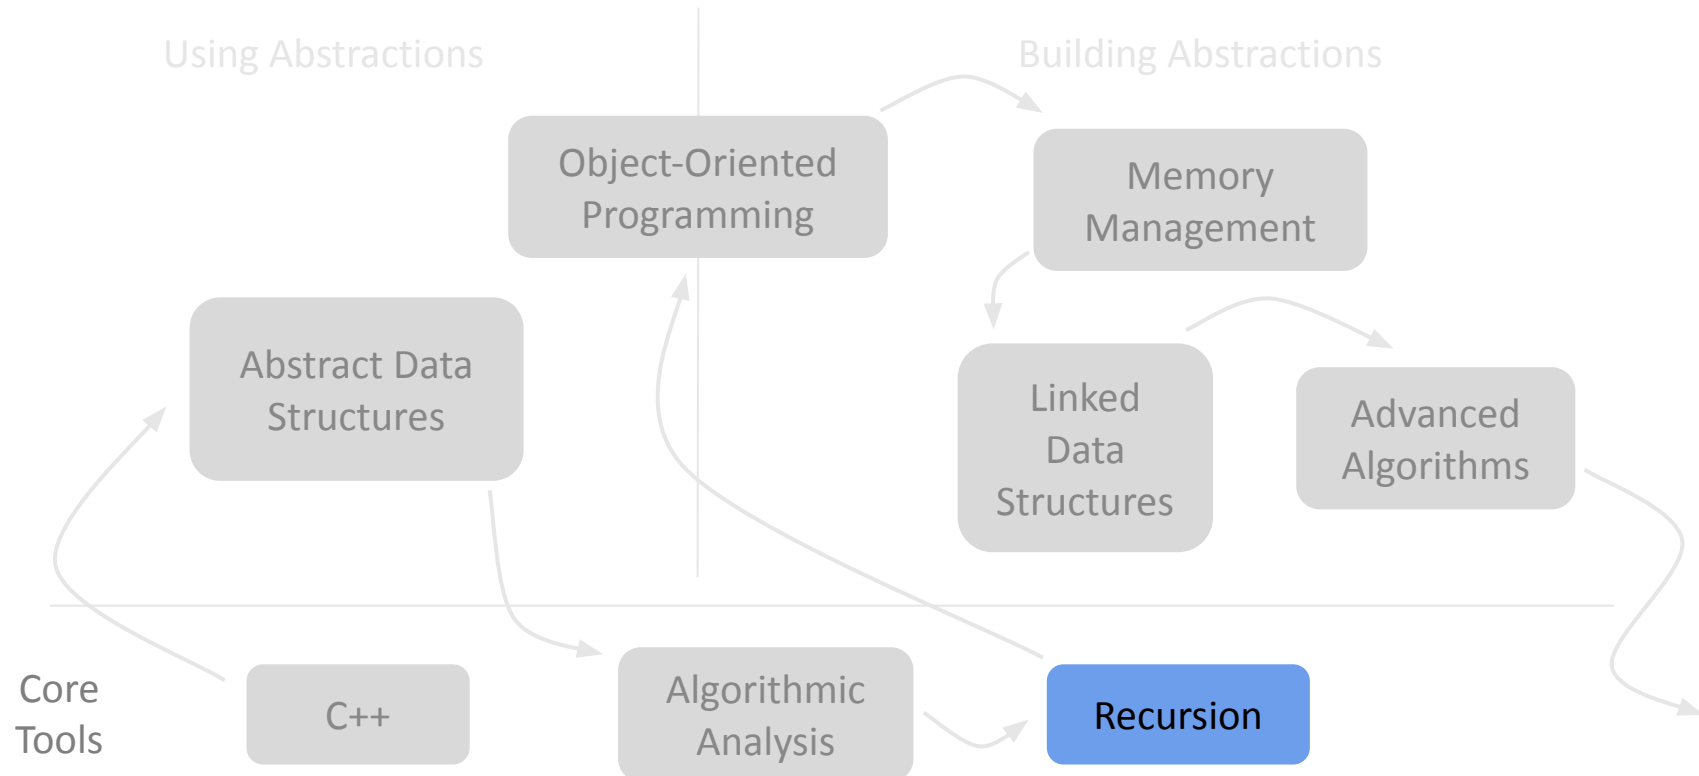 Using Abstractions
Building Abstractions
Object-Oriented
Programming
Memory
Management
Abstract Data
Structures
Linked
Data
Structures
Advanced
Algorithms
Core
Tools
C++
Algorithmic
Analysis
Recursion